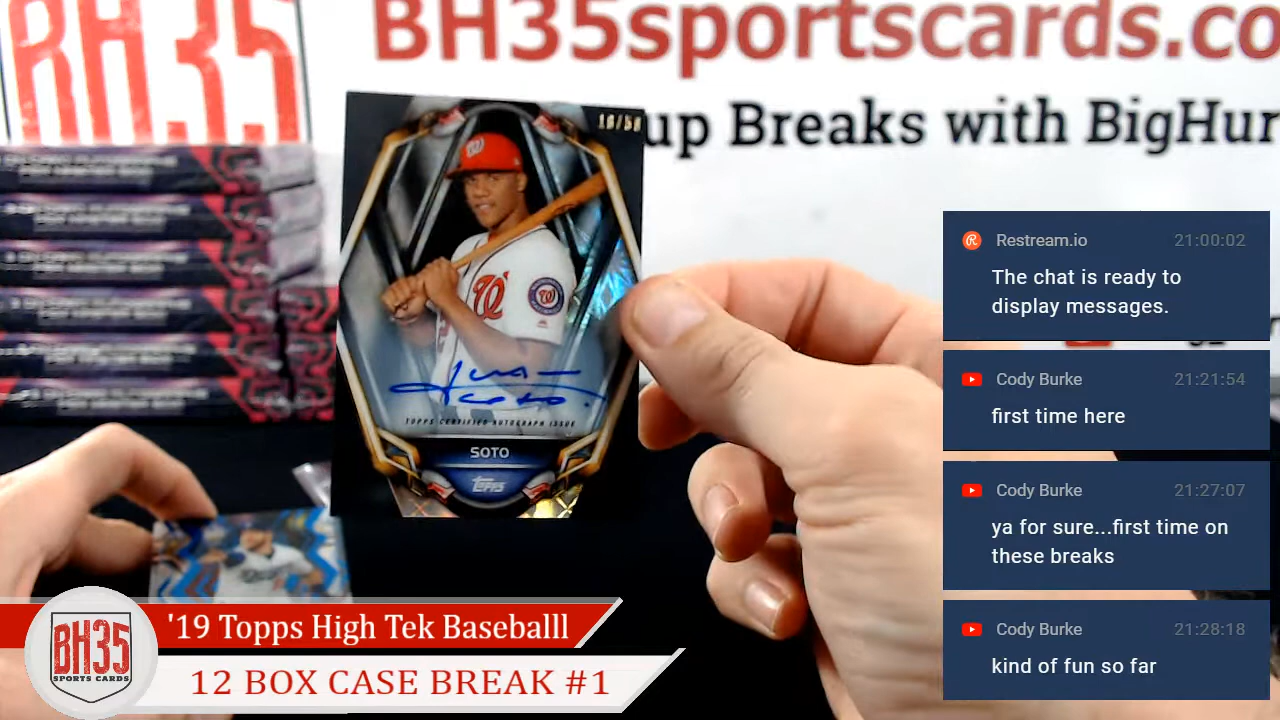 BH35
BH35sportscards.co
up Breaks with BigHur
W
W
TOPPS CERTIFIED AUTOGRAPH ISSUE
SOTO
Topps
Restream.io 21:00:02
The chat is ready to
display messages.
Cody Burke 21:21:54
first time here
Cody Burke 21:27:07
ya for sure...first time on
these breaks
Cody Burke 21:28:18
kind of fun so far
BH35
SPORTS CARDS
'19 Topps High Tek Baseballl
12 BOX CASE BREAK #1